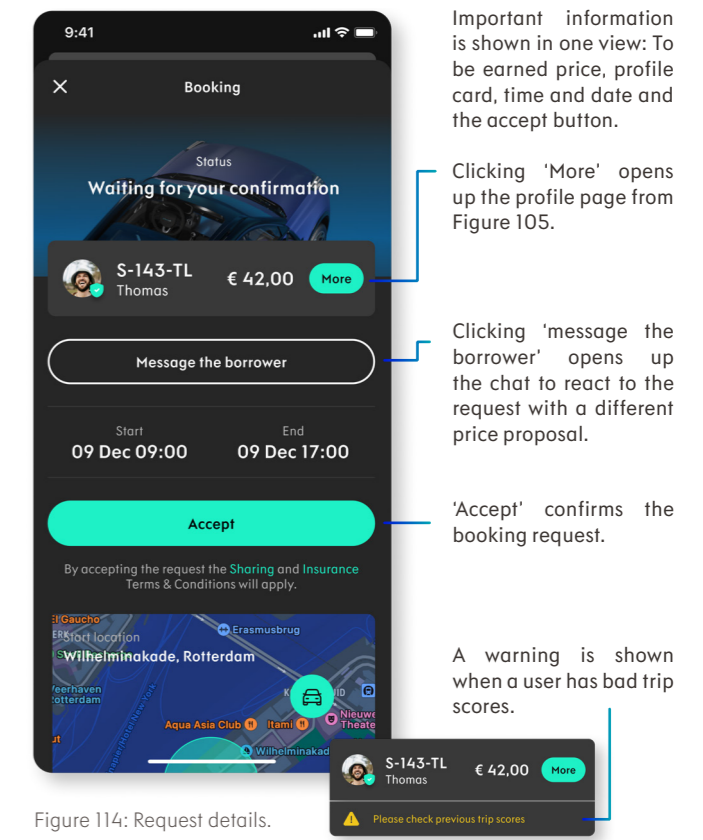 9:41
Booking
Status
Waiting for your confirmation
S-143-TL
Thomas
€ 42,00
More
Message the borrower
Start
End
09 Dec 09:00
09 Dec 17:00
Accept
By accepting the request the Sharing and Insurance
Terms & Conditions will apply.
El Gaucho
Erasmusbrug
Start location
Wilhelminakade, Rotterdam
Veerhaven
Rotterdam
Aqua Asia Club
Itami
Nieuwe
Theate
Wilhelminakad
Figure 114: Request details.
Important information
is shown in one view: To
be earned price, profile
card, time and date and
the accept button.
Clicking 'More' opens
up the profile page from
Figure 105.
Clicking 'message the
borrower' opens up
the chat to react to the
request with a different
price proposal.
'Accept' confirms the
booking request.
A warning is shown
when a user has bad trip
scores.
S-143-TL
Thomas
€ 42,00
More
Please check previous trip scores